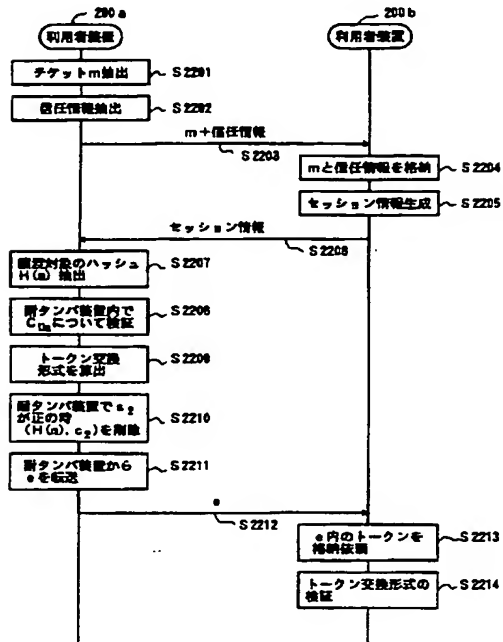 200a
200b
利用者装置
利用者装置
チケットm抽出
S2201
信任情報抽出
S2202
m+信任情報
S2203
mと信任情報を格納
S2204
セッション情報生成
S2205
セッション情報
S2206
譲渡対象のハッシュ
H(m) 抽出
S2207
耐タンパ装置内で
について検証
S2208
トークン交換
形式を算出
S2209
耐タンパ装置で
が正の時
を削除
S2210
耐タンパ装置から
eを転送
S2211
e
S2212
e内のトークンを
格納依頼
S2213
トークン交換形式の
検証
S2214